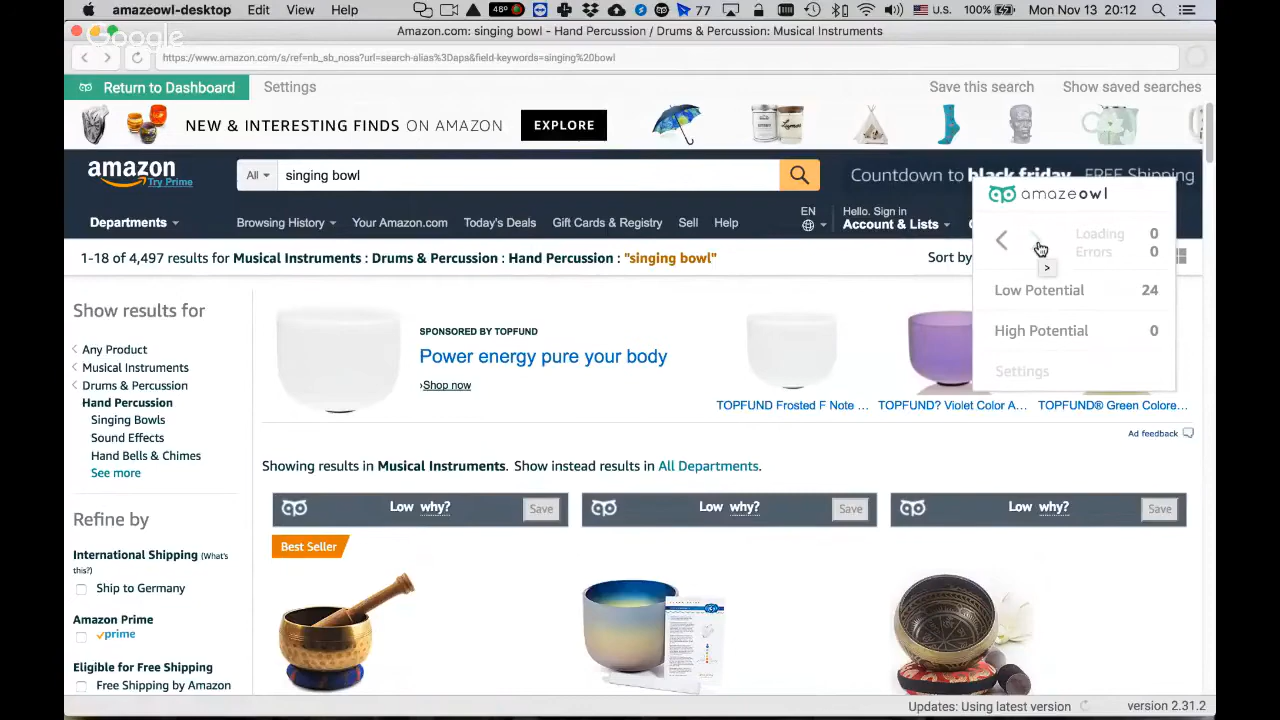 amazeowl-desktop Edit View Help 48° 77 U.S. 100% Mon Nov 13 20:12
Google
Amazon.com: singing bowl - Hand Percussion / Drums & Percussion: Musical Instruments
https://www.amazon.com/s/ref=nb_sb_noss?url=search-alias%3Daps&field-keywords=singing%20bowl
Return to Dashboard Settings Save this search Show saved searches
NEW & INTERESTING FINDS ON AMAZON EXPLORE
amazon Try Prime
All singing bowl
Countdown to black friday FREE Shipping
Departments Browsing History Your Amazon.com Today's Deals Gift Cards & Registry Sell Help EN Hello. Sign in Account & Lists
amazeowl
Loading 0
Errors 0
>
Low Potential 24
High Potential 0
Settings
1-18 of 4,497 results for Musical Instruments : Drums & Percussion : Hand Percussion : "singing bowl" Sort by
Show results for
Any Product
Musical Instruments
Drums & Percussion
Hand Percussion
Singing Bowls
Sound Effects
Hand Bells & Chimes
See more
Refine by
International Shipping (What's this?)
Ship to Germany
Amazon Prime
prime
Eligible for Free Shipping
Free Shipping by Amazon
SPONSORED BY TOPFUND
Power energy pure your body
›Shop now
TOPFUND Frosted F Note ... TOPFUND? Violet Color A... TOPFUND® Green Colore...
Ad feedback
Showing results in Musical Instruments. Show instead results in All Departments.
Low why? Save Low why? Save Low why? Save
Best Seller
Updates: Using latest version version 2.31.2